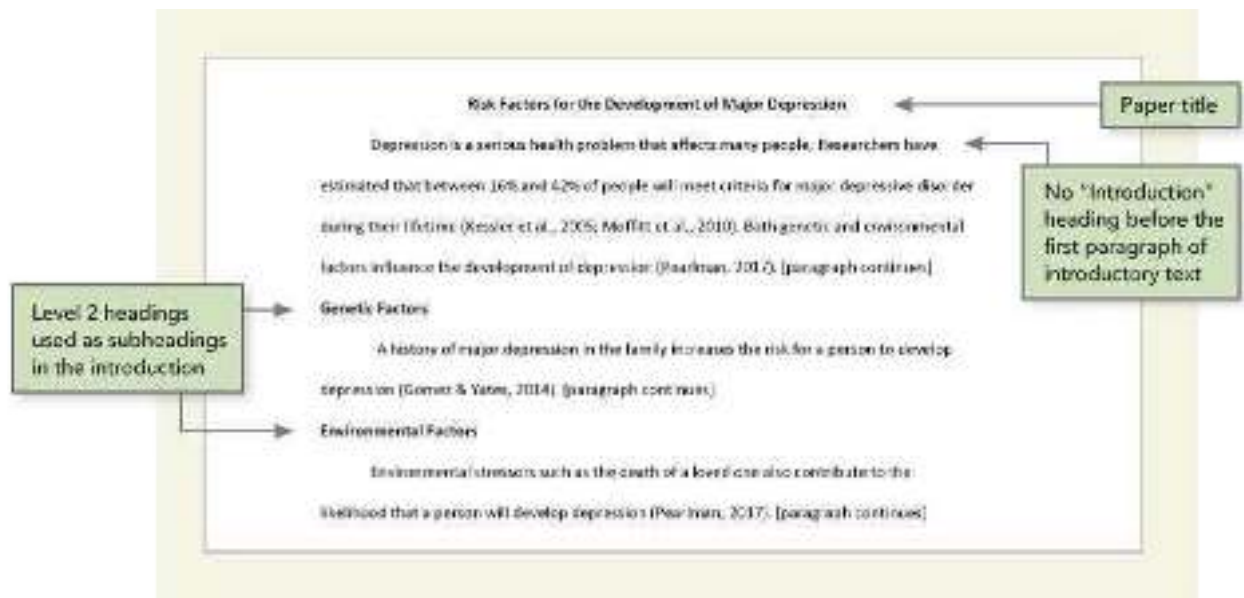 Risk Factors for the Development of Major Depression
Paper title
Depression is a serious health problem that affects many people. Researchers have
estimated that between 16% and 42% of people will meet criteria for major depressive disorder
during their lifetime (Kessler et al., 2005; Moffitt et al., 2010). Both genetic and environmental
factors influence the development of depression (Pearlman, 2017). [paragraph continues]
No "Introduction"
heading before the
first paragraph of
introductory text
Level 2 headings
used as subheadings
in the introduction
Genetic Factors
A history of major depression in the family increases the risk for a person to develop
depression (Gomez & Yates, 2014). [paragraph continues]
Environmental Factors
Environmental stressors such as the death of a loved one also contribute to the
likelihood that a person will develop depression (Pearlman, 2017). [paragraph continues]